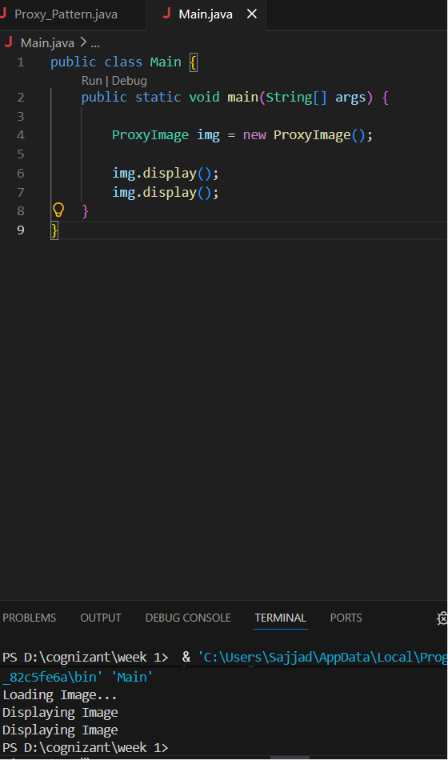 J Proxy_Pattern.java J Main.java ×
J Main.java > ...
1 public class Main {
Run | Debug
2 public static void main(String[] args) {
3
4 ProxyImage img = new ProxyImage();
5
6 img.display();
7 img.display();
8 }
9 }
PROBLEMS OUTPUT DEBUG CONSOLE TERMINAL PORTS
PS D:\cognizant\week 1> & 'C:\Users\Sajjad\AppData\Local\Prog
_82c5fe6a\bin' 'Main'
Loading Image...
Displaying Image
Displaying Image
PS D:\cognizant\week 1>